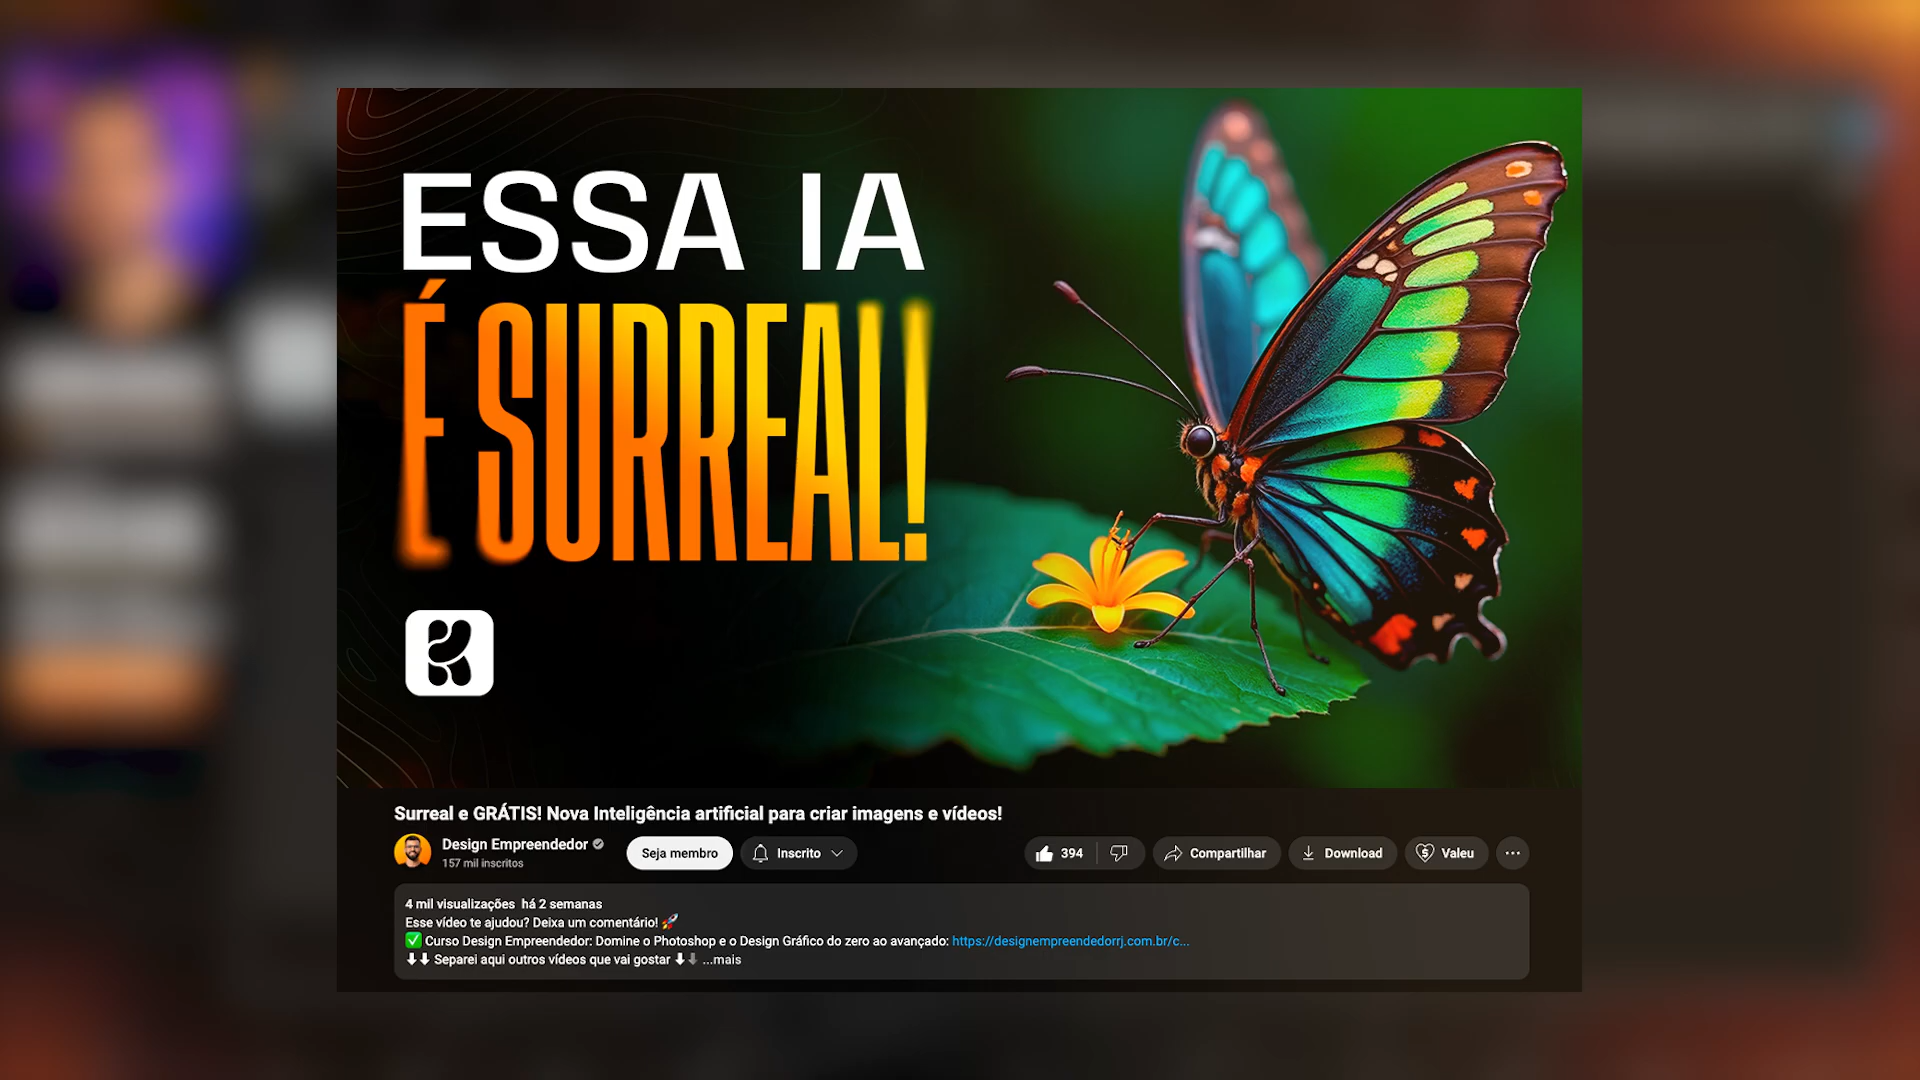 ESSA IA
É SURREAL!
Surreal e GRÁTIS! Nova Inteligência artificial para criar imagens e vídeos!
Design Empreendedor
157 mil inscritos
Seja membro
Inscrito
394
Compartilhar
Download
Valeu
4 mil visualizações há 2 semanas
Esse vídeo te ajudou? Deixa um comentário! 🚀
✅ Curso Design Empreendedor: Domine o Photoshop e o Design Gráfico do zero ao avançado: https://designempreendedorrj.com.br/c...
⬇⬇ Separei aqui outros vídeos que vai gostar ⬇⬇ ...mais